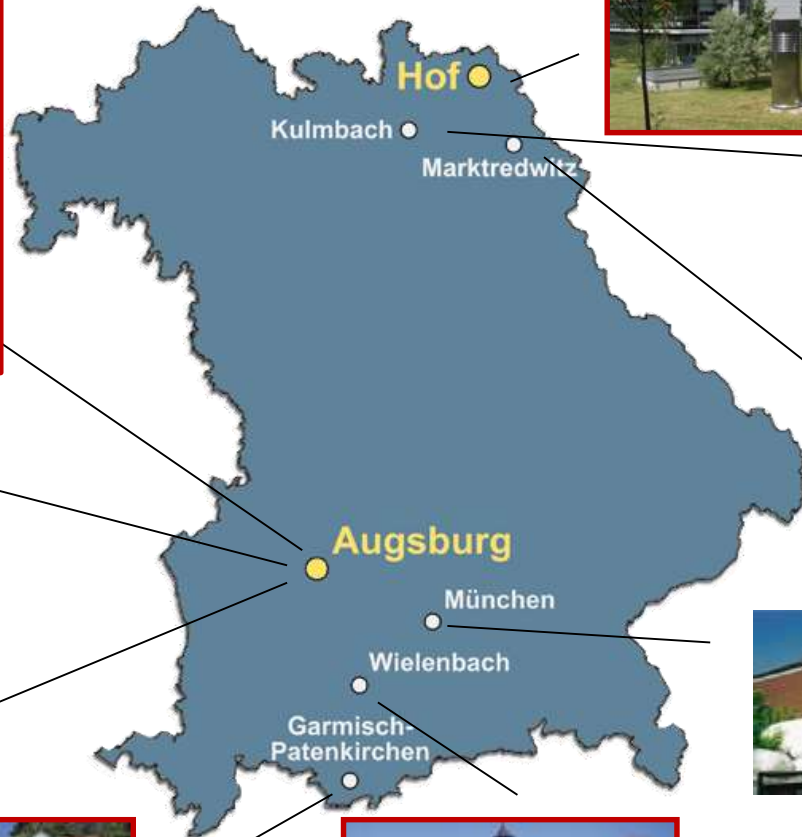 Hof
Kulmbach
Marktredwitz
Augsburg
München
Wielenbach
Garmisch-
Patenkirchen